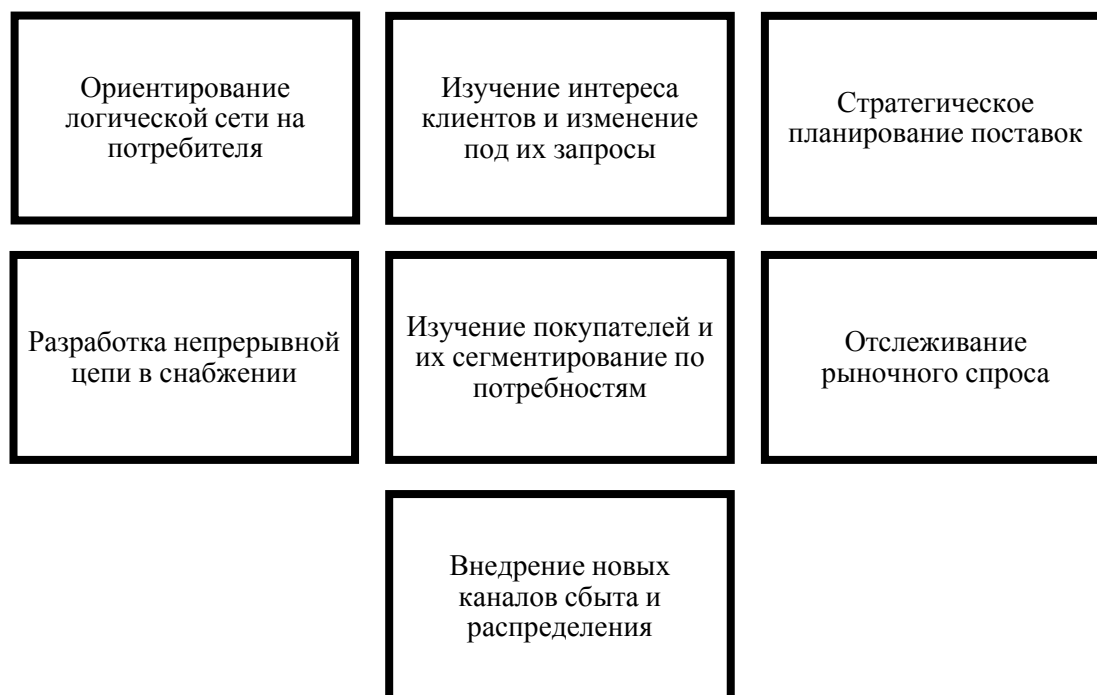 Ориентирование
логической сети на
потребителя
Изучение интереса
клиентов и изменение
под их запросы
Стратегическое
планирование поставок
Разработка непрерывной
цепи в снабжении
Изучение покупателей и
их сегментирование по
потребностям
Отслеживание
рыночного спроса
Внедрение новых
каналов сбыта и
распределения